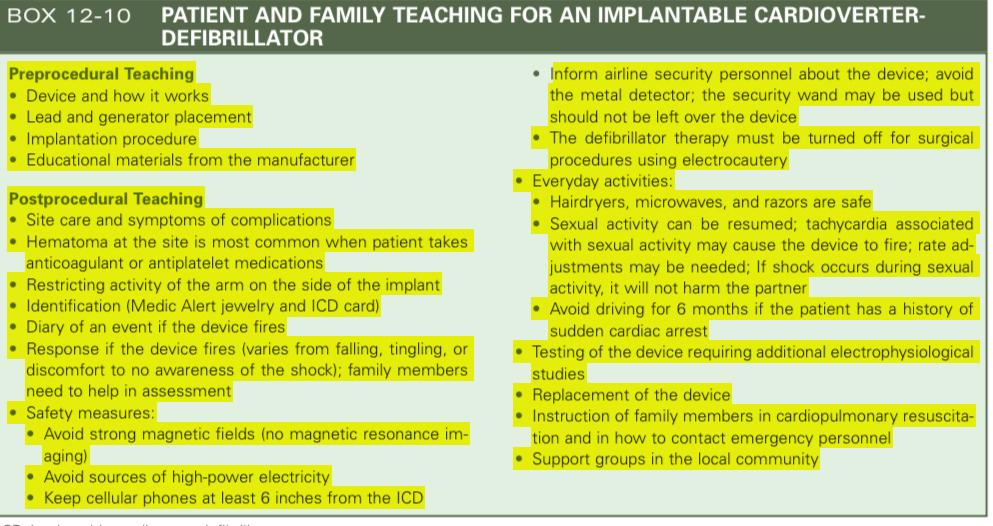 BOX 12-10 PATIENT AND FAMILY TEACHING FOR AN IMPLANTABLE CARDIOVERTER-
DEFIBRILLATOR
Preprocedural Teaching
• Device and how it works
• Lead and generator placement
• Implantation procedure
• Educational materials from the manufacturer
Postprocedural Teaching
• Site care and symptoms of complications
• Hematoma at the site is most common when patient takes
anticoagulant or antiplatelet medications
• Restricting activity of the arm on the side of the implant
• Identification (Medic Alert jewelry and ICD card)
• Diary of an event if the device fires
• Response if the device fires (varies from falling, tingling, or
discomfort to no awareness of the shock); family members
need to help in assessment
• Safety measures:
• Avoid strong magnetic fields (no magnetic resonance im-
aging)
• Avoid sources of high-power electricity
• Keep cellular phones at least 6 inches from the ICD
• Inform airline security personnel about the device; avoid
the metal detector; the security wand may be used but
should not be left over the device
• The defibrillator therapy must be turned off for surgical
procedures using electrocautery
• Everyday activities:
• Hairdryers, microwaves, and razors are safe
• Sexual activity can be resumed; tachycardia associated
with sexual activity may cause the device to fire; rate ad-
justments may be needed; If shock occurs during sexual
activity, it will not harm the partner
• Avoid driving for 6 months if the patient has a history of
sudden cardiac arrest
• Testing of the device requiring additional electrophysiological
studies
• Replacement of the device
• Instruction of family members in cardiopulmonary resuscita-
tion and in how to contact emergency personnel
• Support groups in the local community